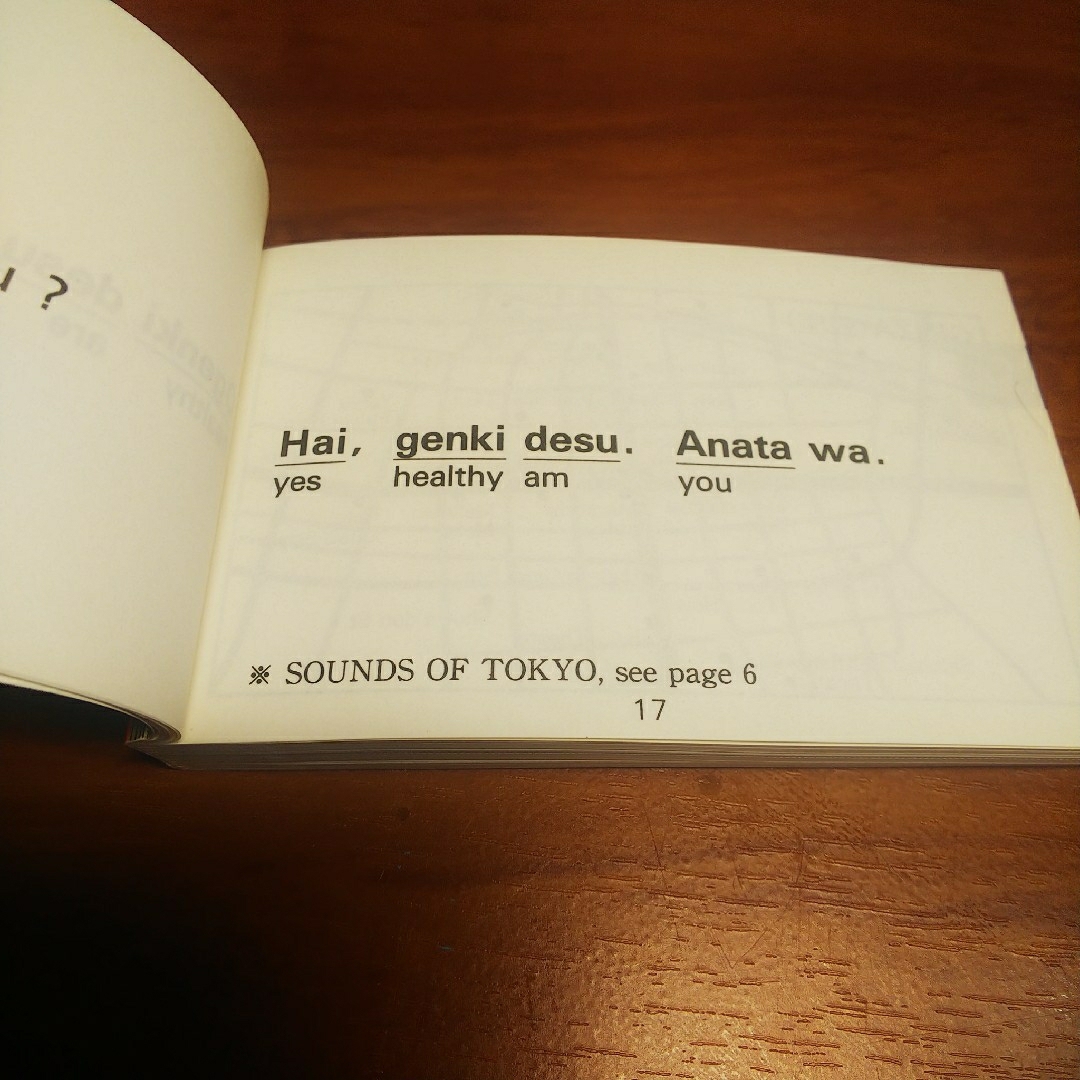 ?
Hai, genki desu. Anata wa.
yes healthy am you
※ SOUNDS OF TOKYO, see page 6
17